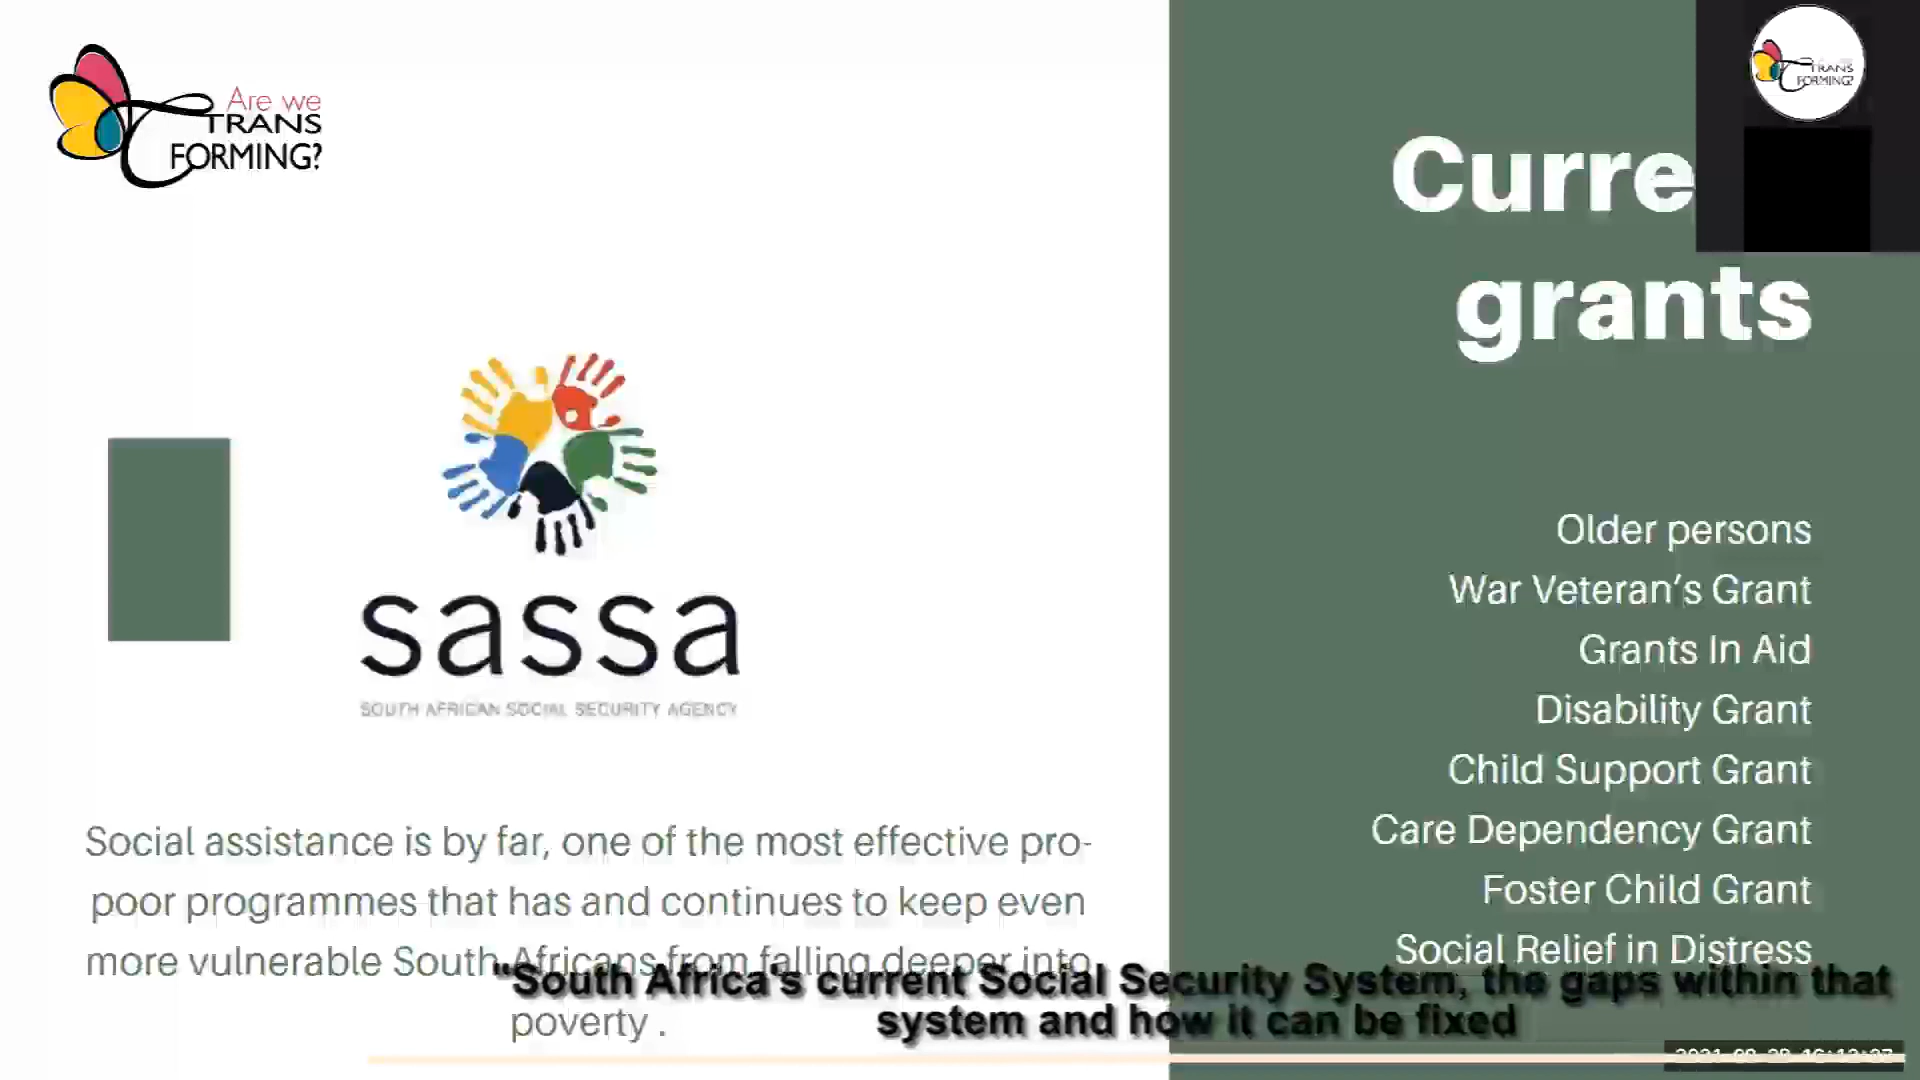 Are we
TRANS
FORMING?
sassa
SOUTH AFRICAN SOCIAL SECURITY AGENCY
Social assistance is by far, one of the most effective pro-
poor programmes that has and continues to keep even
more vulnerable South Africans from falling deeper into
poverty .
TRANS
FORMING?
Curre
grants
Older persons
War Veteran’s Grant
Grants In Aid
Disability Grant
Child Support Grant
Care Dependency Grant
Foster Child Grant
Social Relief in Distress
"South Africa's current Social Security System, the gaps within that
system and how it can be fixed